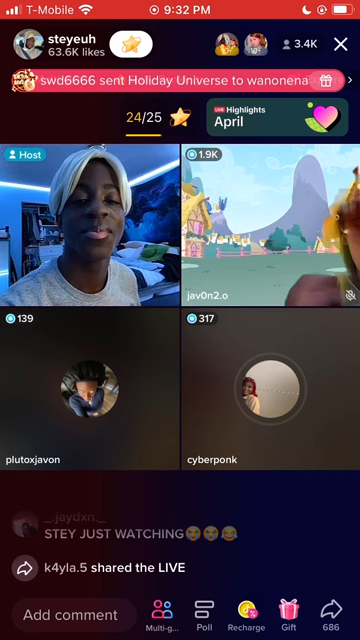 T-Mobile 9:32 PM
steyeuh
63.6K likes
3.4K
swd6666 sent Holiday Universe to wanonena
24/25
LIVE Highlights
April
Host
1.9K
jav0n2.o
139
317
plutoxjavon
cyberponk
_.jaydxn._
STEY JUST WATCHING😭😭😂
k4yla.5 shared the LIVE
Add comment
Multi-g...
Poll
Recharge
Gift
686